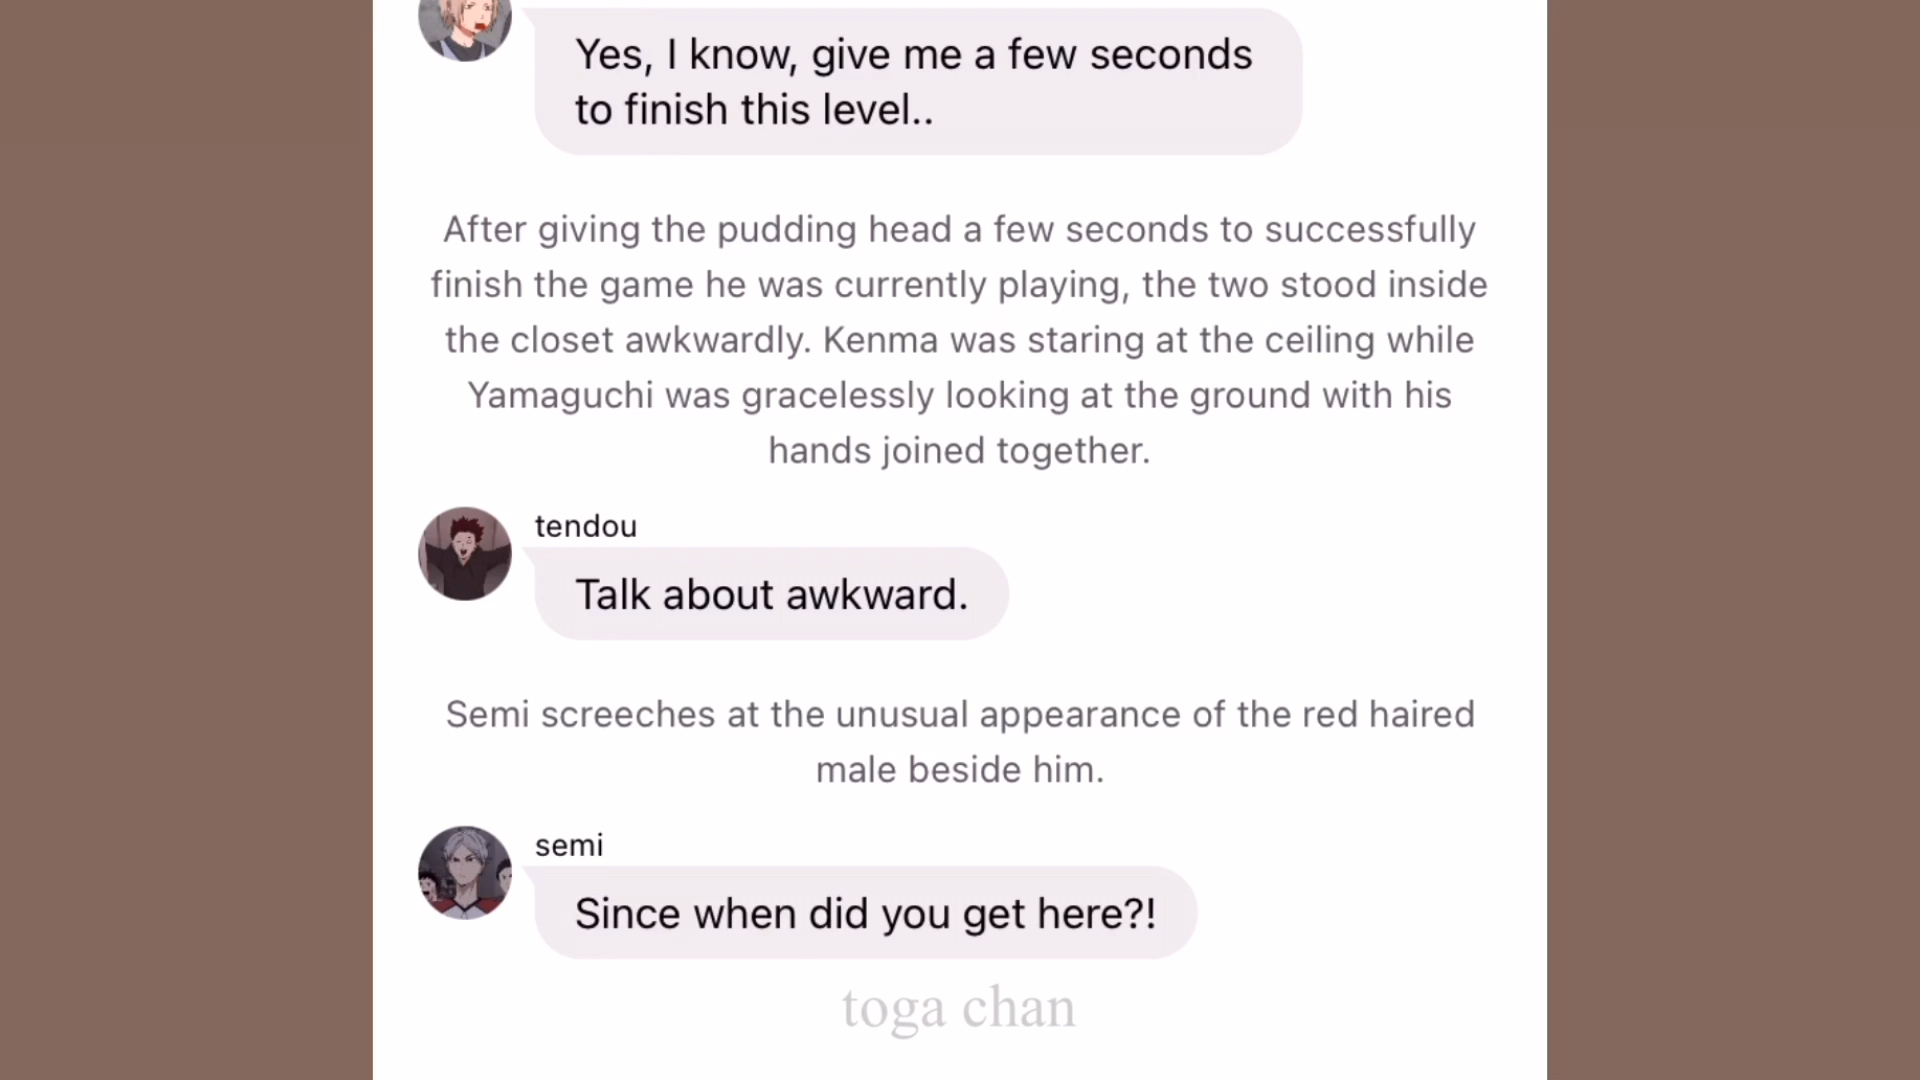 Yes, I know, give me a few seconds
to finish this level..
After giving the pudding head a few seconds to successfully
finish the game he was currently playing, the two stood inside
the closet awkwardly. Kenma was staring at the ceiling while
Yamaguchi was gracelessly looking at the ground with his
hands joined together.
tendou
Talk about awkward.
Semi screeches at the unusual appearance of the red haired
male beside him.
semi
Since when did you get here?!
toga chan